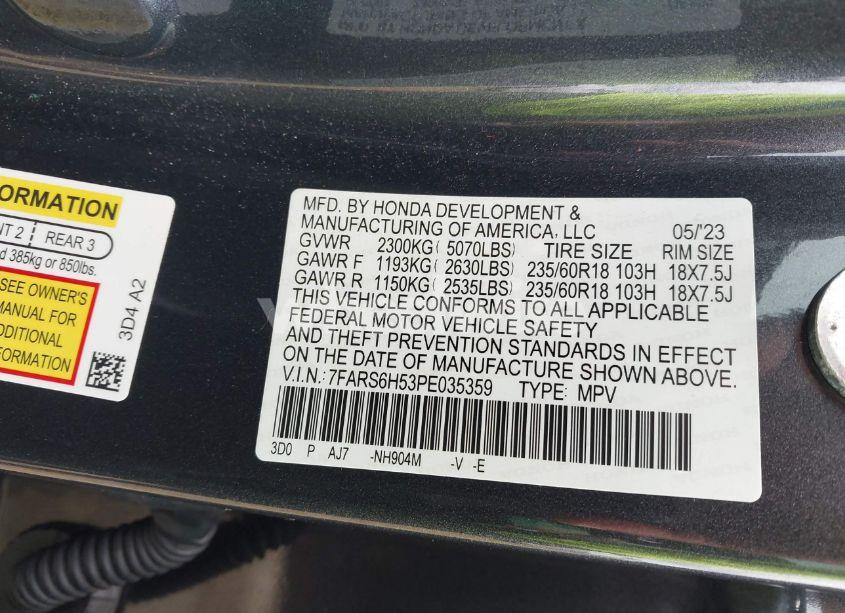 ORMATION
NT 2 REAR 3
d 385kg or 850lbs.
SEE OWNER'S
MANUAL FOR
ADDITIONAL
FORMATION
3D4 A2
MFD. BY HONDA DEVELOPMENT &
MANUFACTURING OF AMERICA, LLC 05/'23
GVWR 2300KG( 5070LBS) TIRE SIZE RIM SIZE
GAWR F 1193KG( 2630LBS) 235/60R18 103H 18X7.5J
GAWR R 1150KG( 2535LBS) 235/60R18 103H 18X7.5J
THIS VEHICLE CONFORMS TO ALL APPLICABLE
FEDERAL MOTOR VEHICLE SAFETY
AND THEFT PREVENTION STANDARDS IN EFFECT
ON THE DATE OF MANUFACTURE SHOWN ABOVE.
V.I.N.: 7FARS6H53PE035359 TYPE: MPV
3D0 P AJ7 -NH904M -V -E